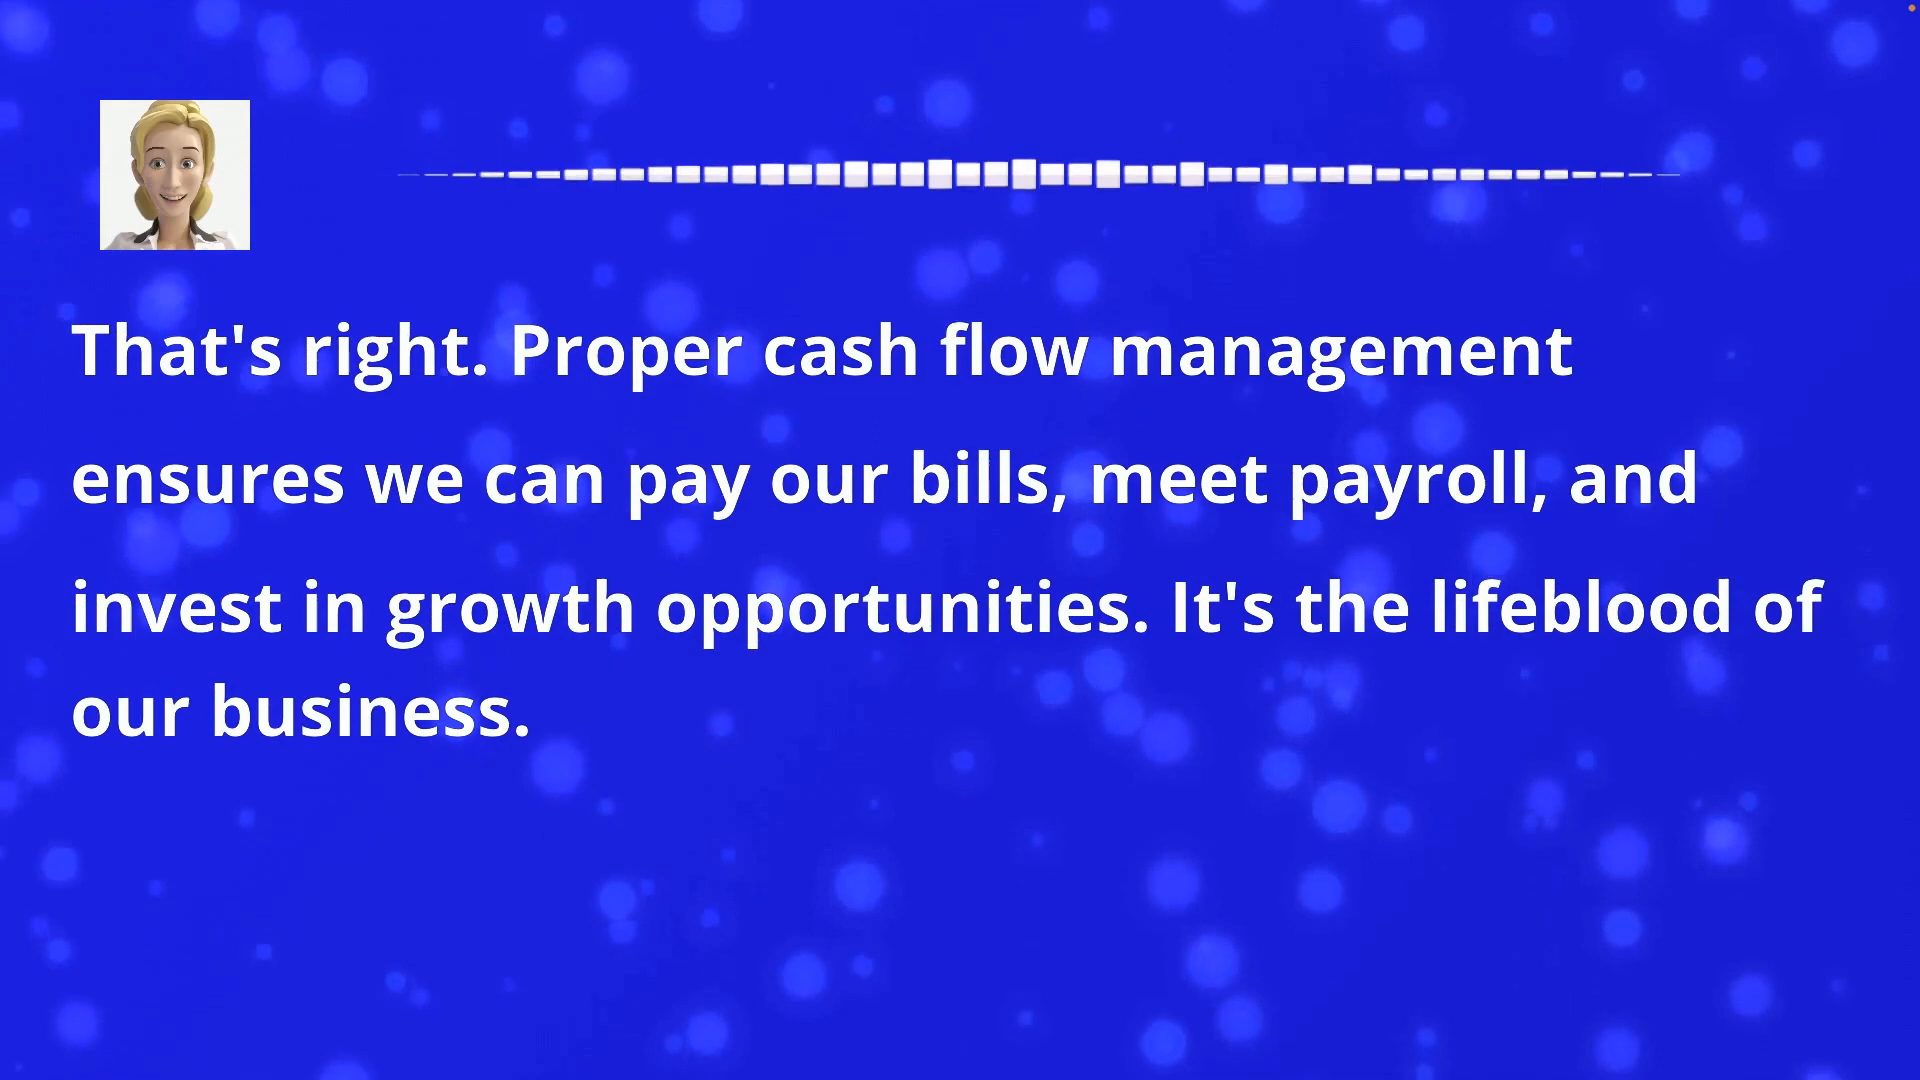 That's right. Proper cash flow management
ensures we can pay our bills, meet payroll, and
invest in growth opportunities. It's the lifeblood of
our business.